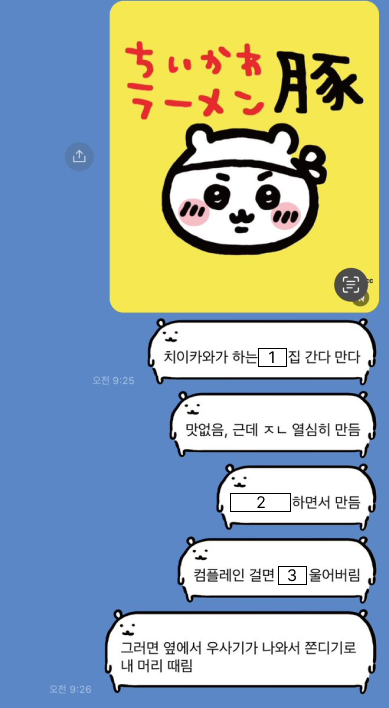 ちいかわ
ラーメン 豚
치이카와가 하는 1 집 간다 만다
오전 9:25
맛없음, 근데 ㅈㄴ 열심히 만듬
2 하면서 만듬
컴플레인 걸면 3 울어버림
그러면 옆에서 우사기가 나와서 쫀디기로
내 머리 때림
오전 9:26